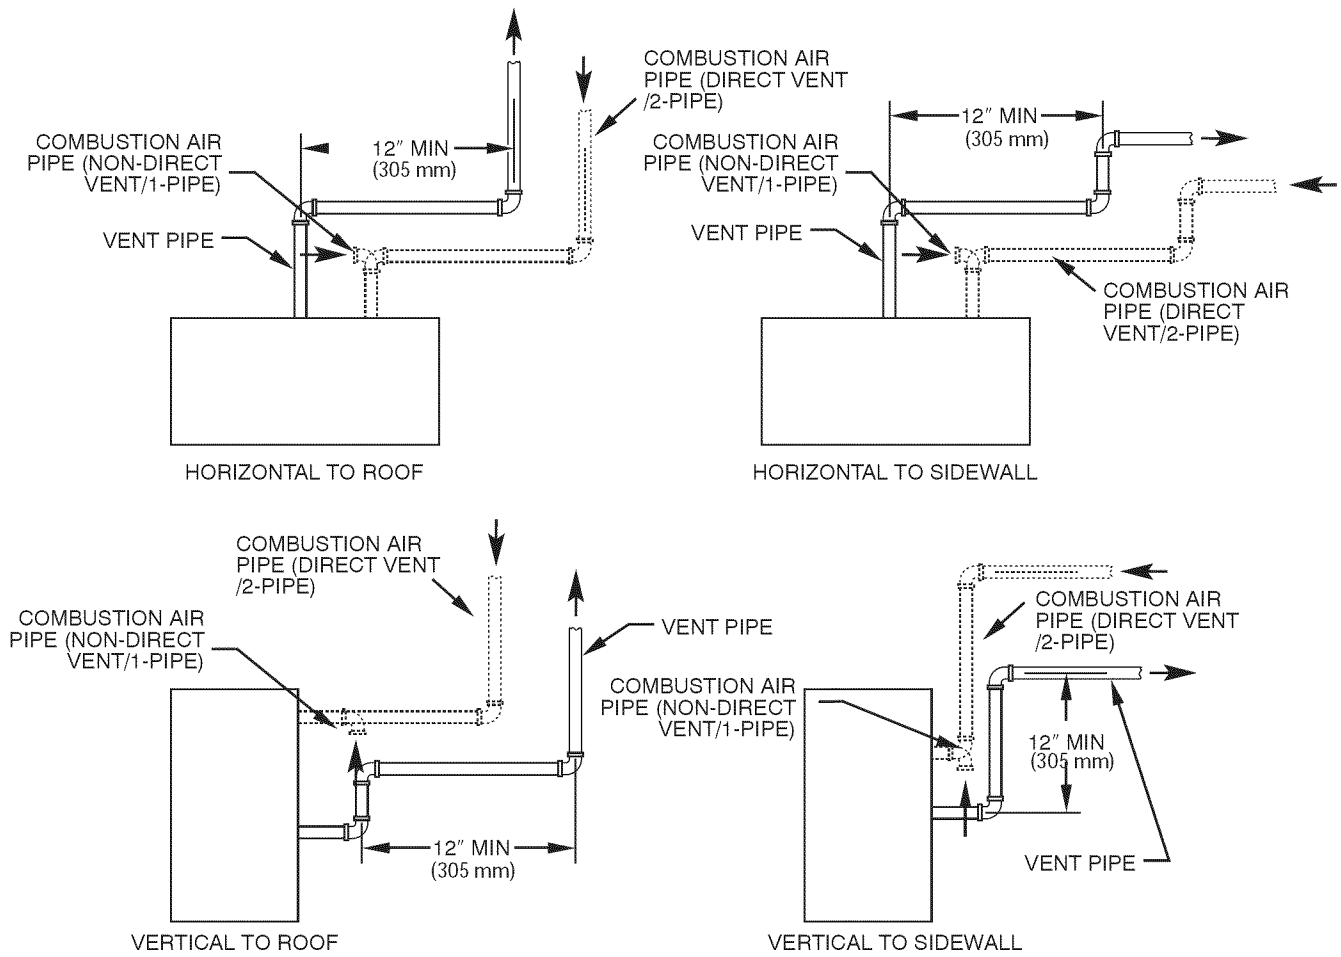 COMBUSTION AIR
PIPE (DIRECT VENT
/2-PIPE)
COMBUSTION AIR
PIPE (NON-DIRECT
VENT/1-PIPE)
12" MIN
(305 mm)
VENT PIPE
HORIZONTAL TO ROOF
12" MIN
(305 mm)
COMBUSTION AIR
PIPE (NON-DIRECT
VENT/1-PIPE)
VENT PIPE
COMBUSTION AIR
PIPE (DIRECT
VENT/2-PIPE)
HORIZONTAL TO SIDEWALL
COMBUSTION AIR
PIPE (DIRECT VENT
/2-PIPE)
COMBUSTION AIR
PIPE (NON-DIRECT
VENT/1-PIPE)
VENT PIPE
12" MIN
(305 mm)
VERTICAL TO ROOF
COMBUSTION AIR
PIPE (DIRECT VENT
/2-PIPE)
COMBUSTION AIR
PIPE (NON-DIRECT
VENT/1-PIPE)
12" MIN
(305 mm)
VENT PIPE
VERTICAL TO SIDEWALL